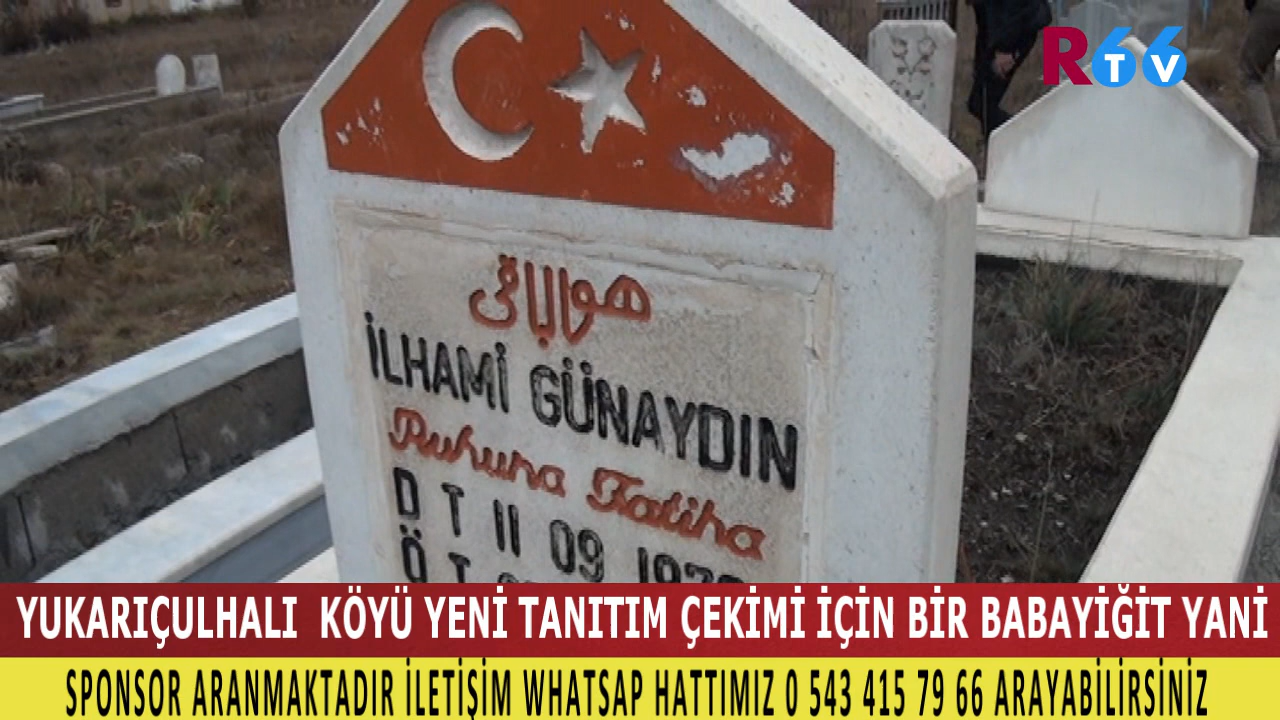 R66
TV
هوالباقی
İLHAMİ GÜNAYDIN
Ruhuna Fatiha
D T 11 09
Ö T
YUKARIÇULHALI KÖYÜ YENİ TANITIM ÇEKİMİ İÇİN BİR BABAYİĞİT YANİ
SPONSOR ARANMAKTADIR İLETİŞİM WHATSAP HATTIMIZ 0 543 415 79 66 ARAYABİLİRSİNİZ